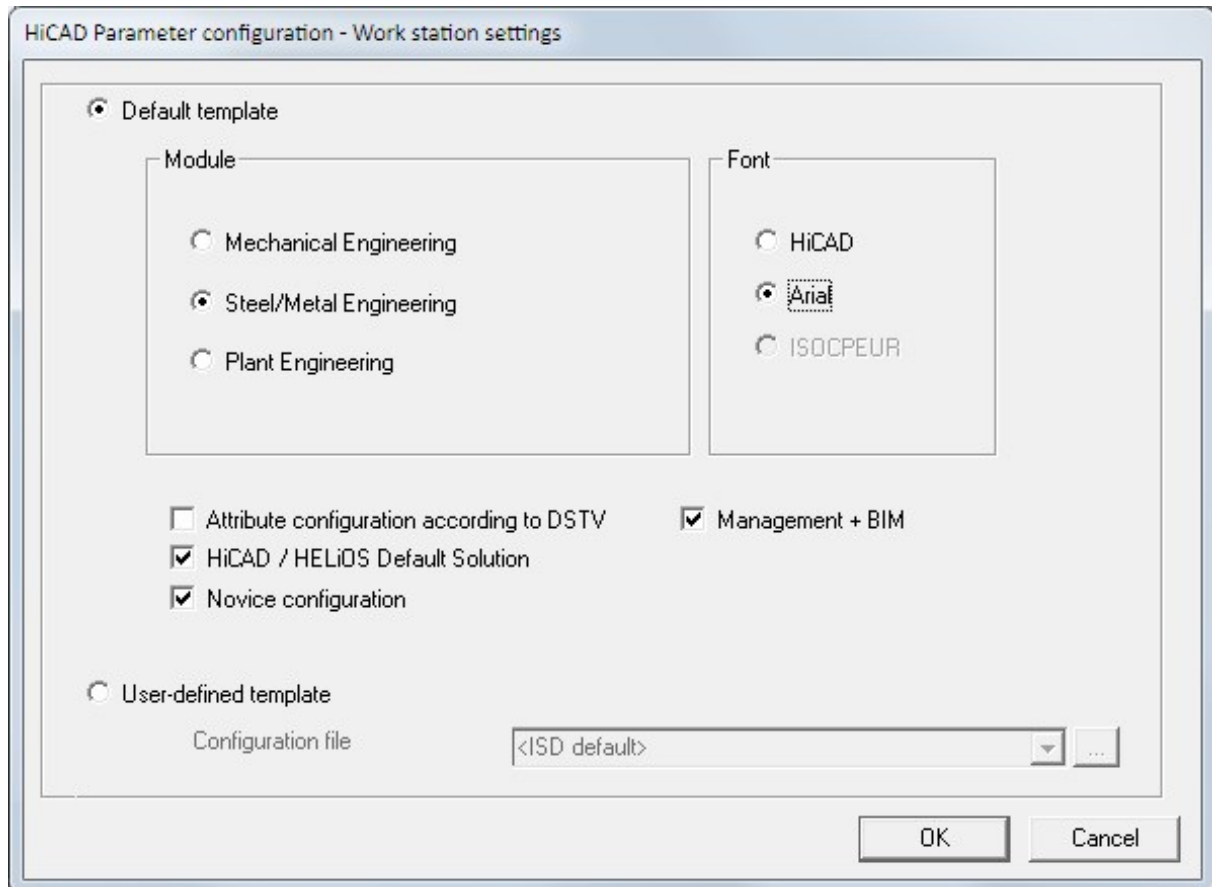 HiCAD Parameter configuration - Work station settings
Default template
Module
Font
Mechanical Engineering
HiCAD
Steel/Metal Engineering
Arial
Plant Engineering
ISOCPEUR
Attribute configuration according to DSTV
Management + BIM
HiCAD / HELiOS Default Solution
Novice configuration
User-defined template
Configuration file
<ISD default>
...
OK
Cancel